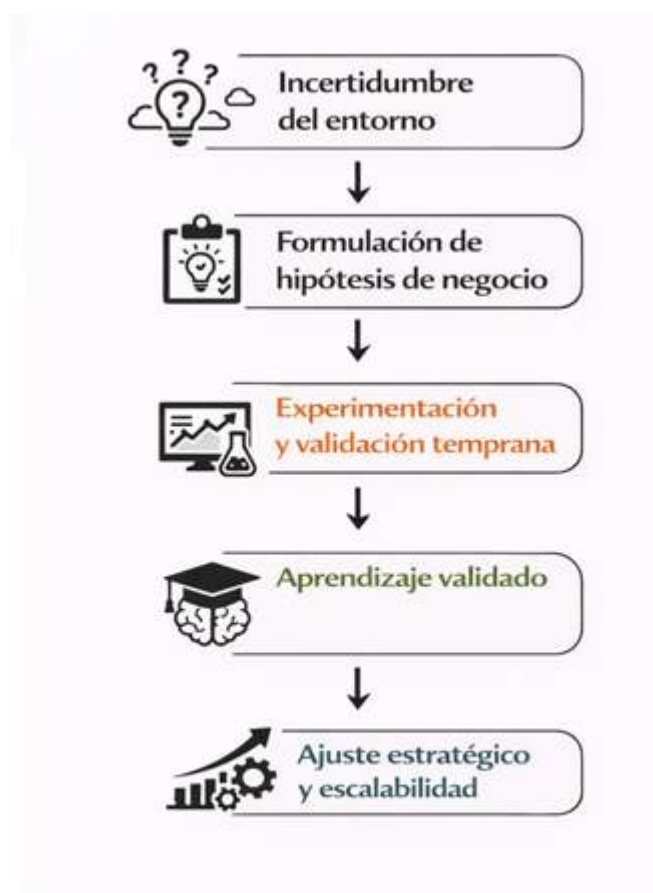 ? ? ?
?
Incertidumbre
del entorno
Formulación de
hipótesis de negocio
Experimentación
y validación temprana
Aprendizaje validado
Ajuste estratégico
y escalabilidad